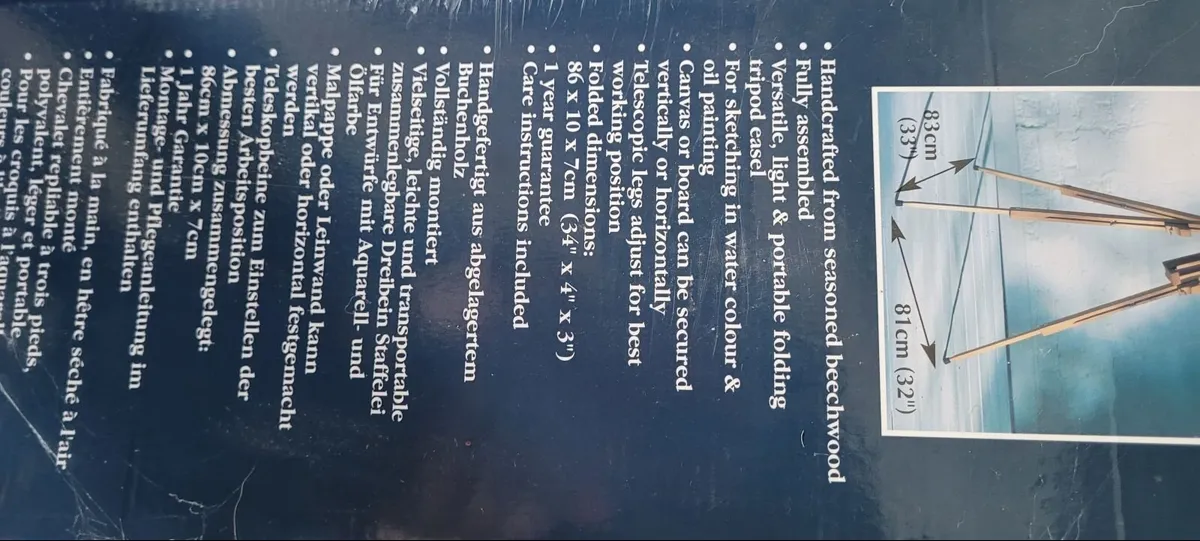 83cm
(33")
81cm (32")
• Handcrafted from seasoned beechwood
• Fully assembled
• Versatile, light & portable folding
tripod easel
• For sketching in water colour &
oil painting
• Canvas or board can be secured
vertically or horizontally
• Telescopic legs adjust for best
working position
• Folded dimensions:
86 x 10 x 7cm (34" x 4" x 3")
• 1 year guarantee
• Care instructions included
• Handgefertigt aus abgelagertem
Buchenholz
• Vollständig montiert
• Vielseitige, leichte und transportable
zusammenlegbare Dreibein Staffelei
• Für Entwürfe mit Aquarell- und
Ölfarbe
• Malpappe oder Leinwand kann
vertikal oder horizontal festgemacht
werden
• Teleskopbeine zum Einstellen der
besten Arbeitsposition
• Abmessung zusammengelegt:
86cm x 10cm x 7cm
• 1 Jahr Garantie
• Montage- und Pflegeanleitung im
Lieferumfang enthalten
• Fabriqué à la main, en hêtre séché à l'air
• Entièrement monté
• Chevalet repliable à trois pieds,
polyvalent, léger et portable
• Pour les croquis à
couleurs à